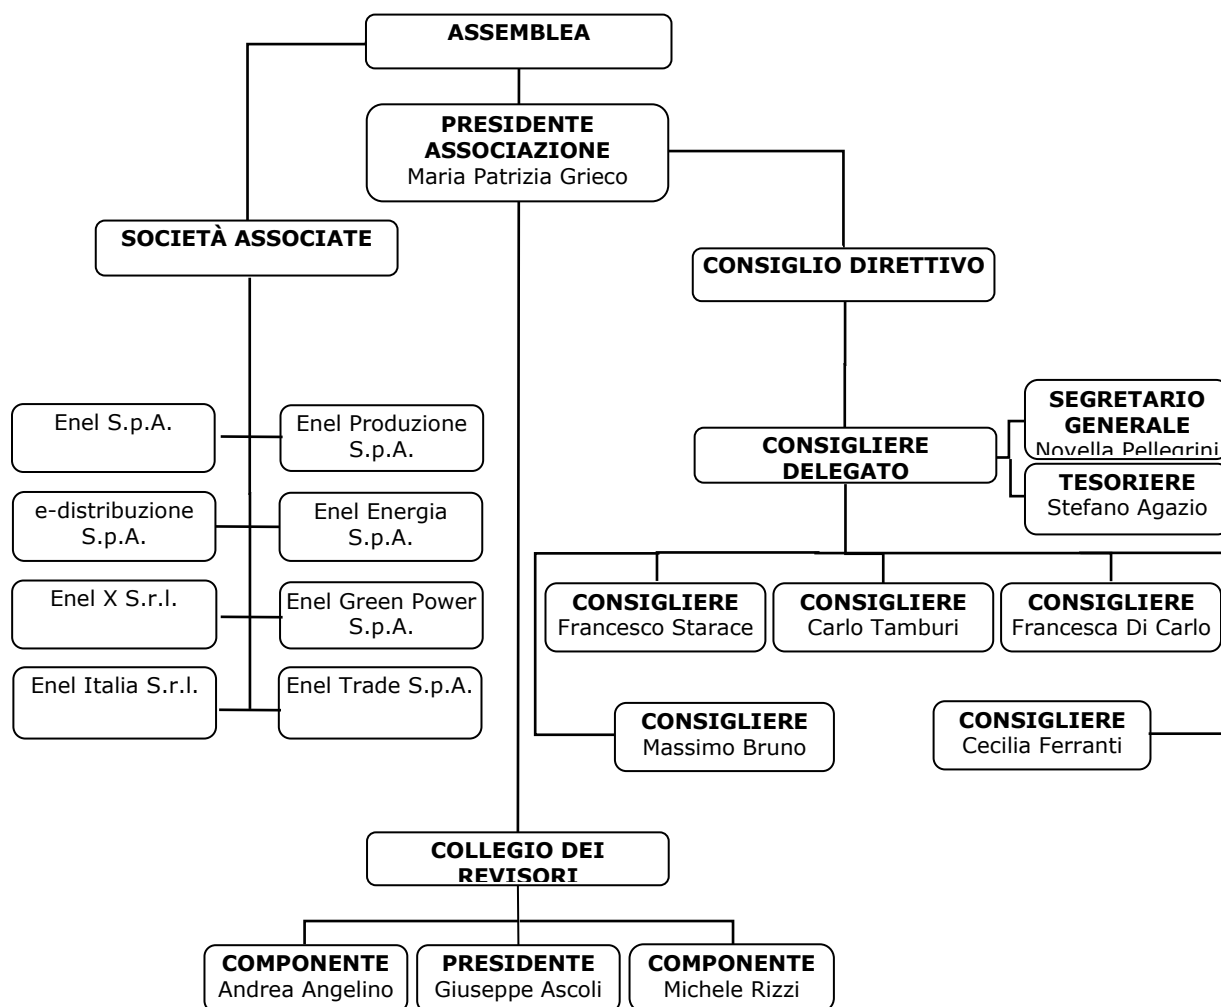 ASSEMBLEA
PRESIDENTE
ASSOCIAZIONE
Maria Patrizia Grieco
SOCIETÀ ASSOCIATE
CONSIGLIO DIRETTIVO
Enel S.p.A.
Enel Produzione
S.p.A.
e-distribuzione
S.p.A.
Enel Energia
S.p.A.
Enel X S.r.l.
Enel Green Power
S.p.A.
Enel Italia S.r.l.
Enel Trade S.p.A.
CONSIGLIERE
DELEGATO
SEGRETARIO
GENERALE
Novella Pellegrini
TESORIERE
Stefano Agazio
CONSIGLIERE
Francesco Starace
CONSIGLIERE
Carlo Tamburi
CONSIGLIERE
Francesca Di Carlo
CONSIGLIERE
Massimo Bruno
CONSIGLIERE
Cecilia Ferranti
COLLEGIO DEI
REVISORI
COMPONENTE
Andrea Angelino
PRESIDENTE
Giuseppe Ascoli
COMPONENTE
Michele Rizzi